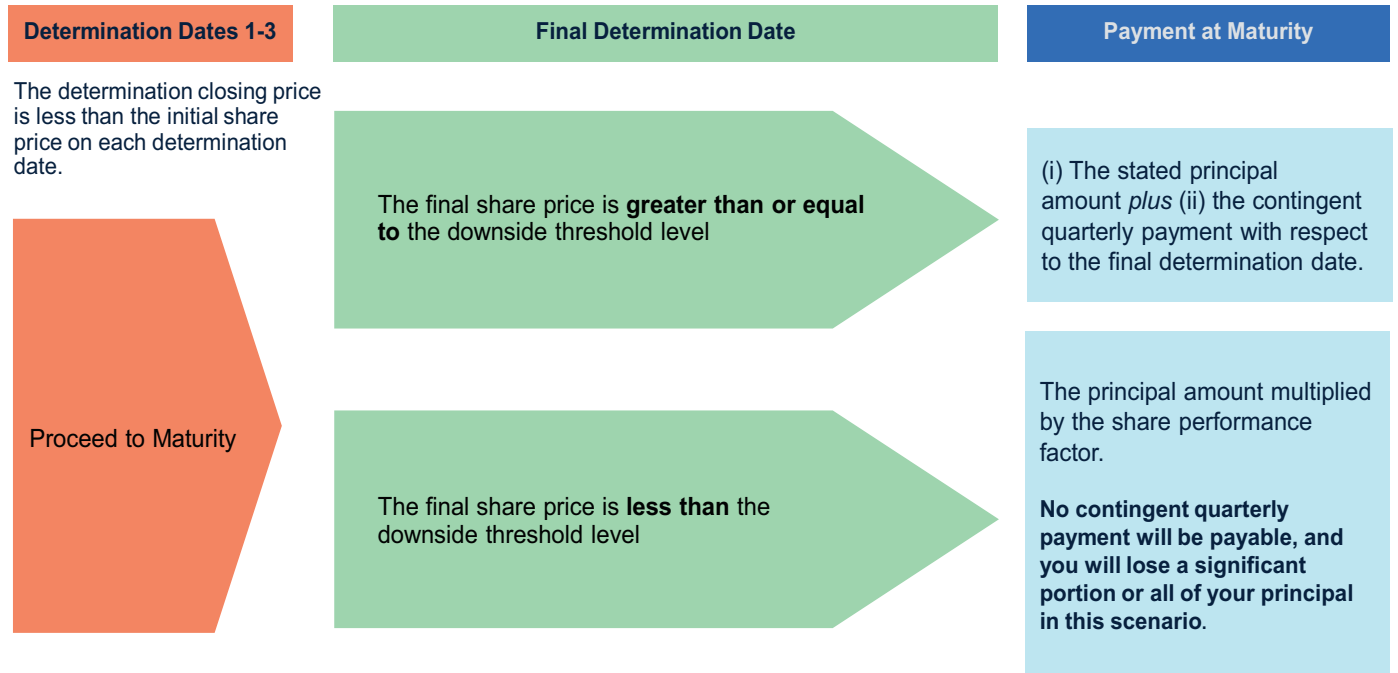 Determination Dates 1-3
Final Determination Date
Payment at Maturity
The determination closing price
is less than the initial share
price on each determination
date.
Proceed to Maturity
The final share price is greater than or equal
to the downside threshold level
(i) The stated principal
amount plus (ii) the contingent
quarterly payment with respect
to the final determination date.
The final share price is less than the
downside threshold level
The principal amount multiplied
by the share performance
factor.
No contingent quarterly
payment will be payable, and
you will lose a significant
portion or all of your principal
in this scenario.